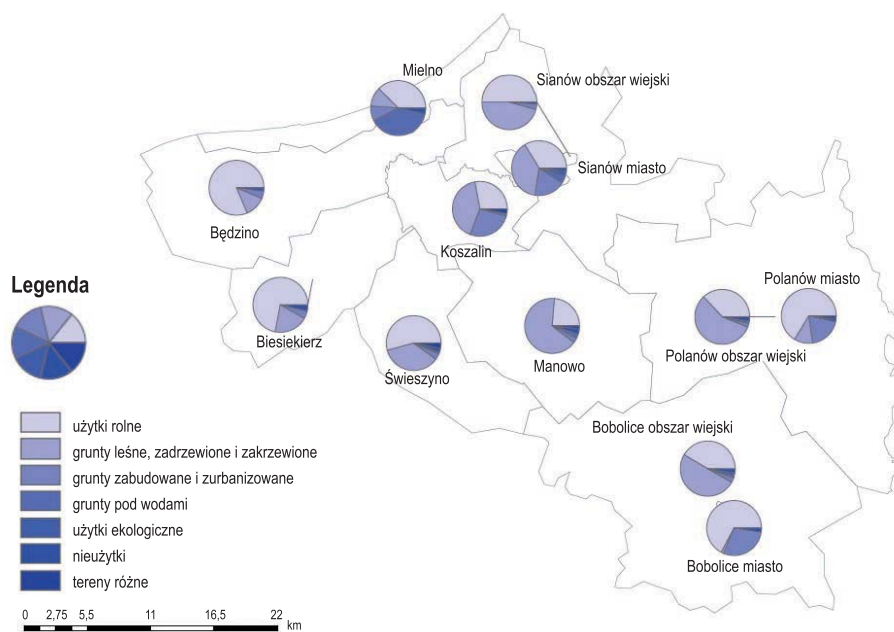 Mielno
Sianów obszar wiejski
Sianów miasto
Będzino
Koszalin
Legenda
Polanów miasto
Biesiekierz
Świeszyno
Manowo
Polanów obszar wiejski
Bobolice obszar wiejski
Bobolice miasto
użytki rolne
grunty leśne, zadrzewione i zakrzewione
grunty zabudowane i zurbanizowane
grunty pod wodami
użytki ekologiczne
nieużytki
tereny różne
0 2,75 5,5 11 16,5 22
km